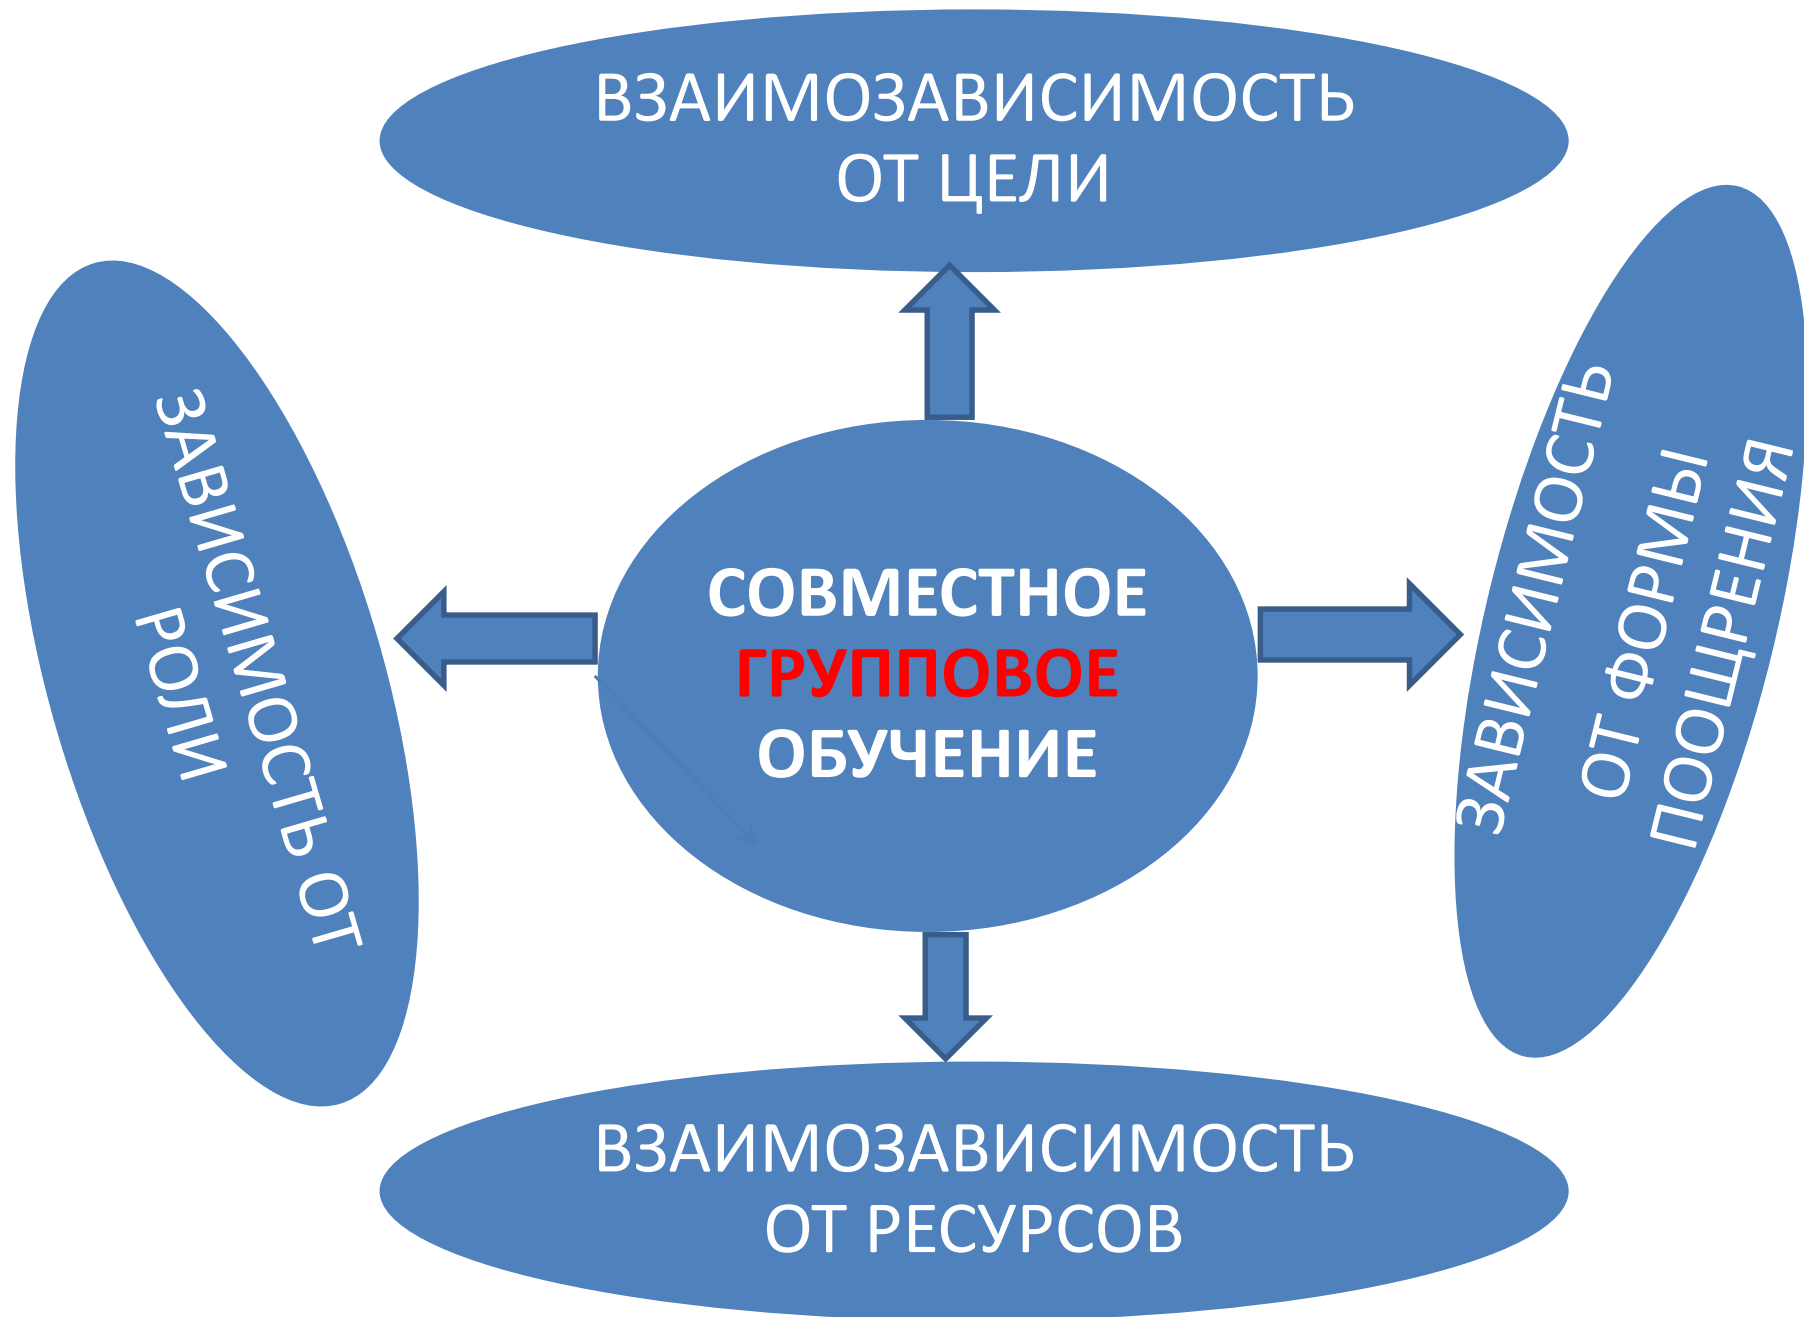 ВЗАИМОЗАВИСИМОСТЬ
ОТ ЦЕЛИ
ЗАВИСИМОСТЬ ОТ
РОЛИ
СОВМЕСТНОЕ
ГРУППОВОЕ
ОБУЧЕНИЕ
ЗАВИСИМОСТЬ
ОТ ФОРМЫ
ПООЩРЕНИЯ
ВЗАИМОЗАВИСИМОСТЬ
ОТ РЕСУРСОВ